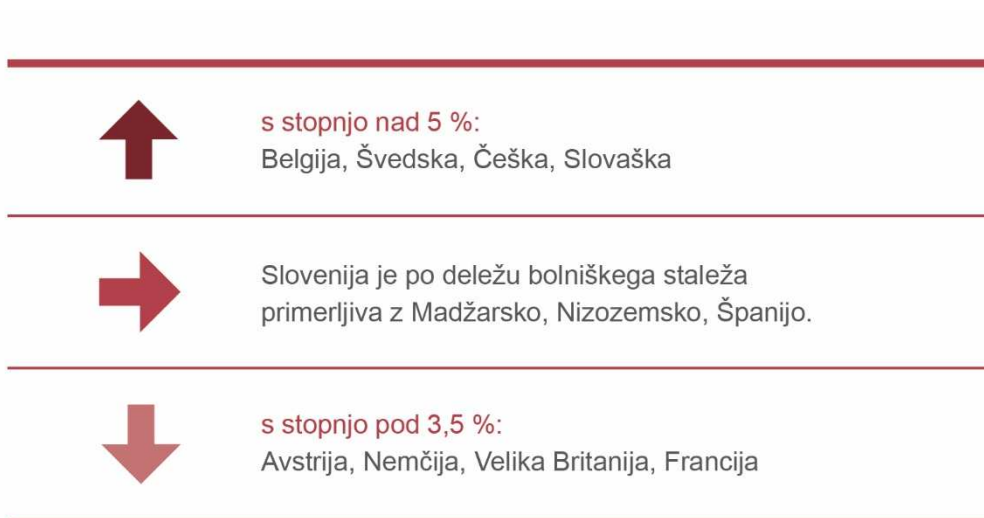 s stopnjo nad 5 %:
Belgija, Švedska, Češka, Slovaška
Slovenija je po deležu bolniškega staleža
primerljiva z Madžarsko, Nizozemsko, Španijo.
s stopnjo pod 3,5 %:
Avstrija, Nemčija, Velika Britanija, Francija